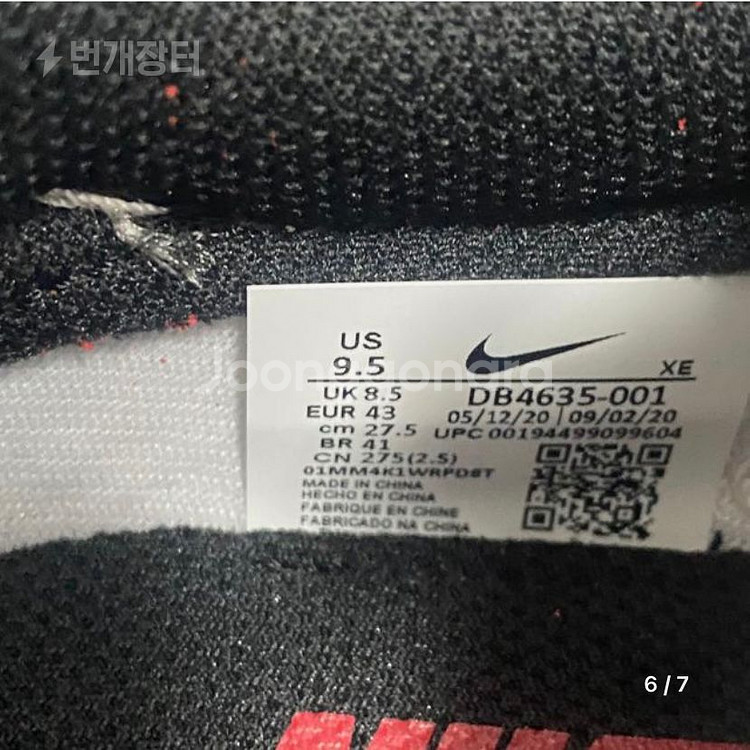 번개장터
US
9.5
XE
Joonggongnara
UK 8.5
DB4635-001
EUR 43
05/12/20 | 09/02/20
cm 27.5
UPC 00194499099604
BR 41
CN 275(2.5)
01MM4K1WRPD8T
MADE IN CHINA
HECHO EN CHINA
FABRIQUE EN CHINE
FABRICADO NA CHINA
6/7